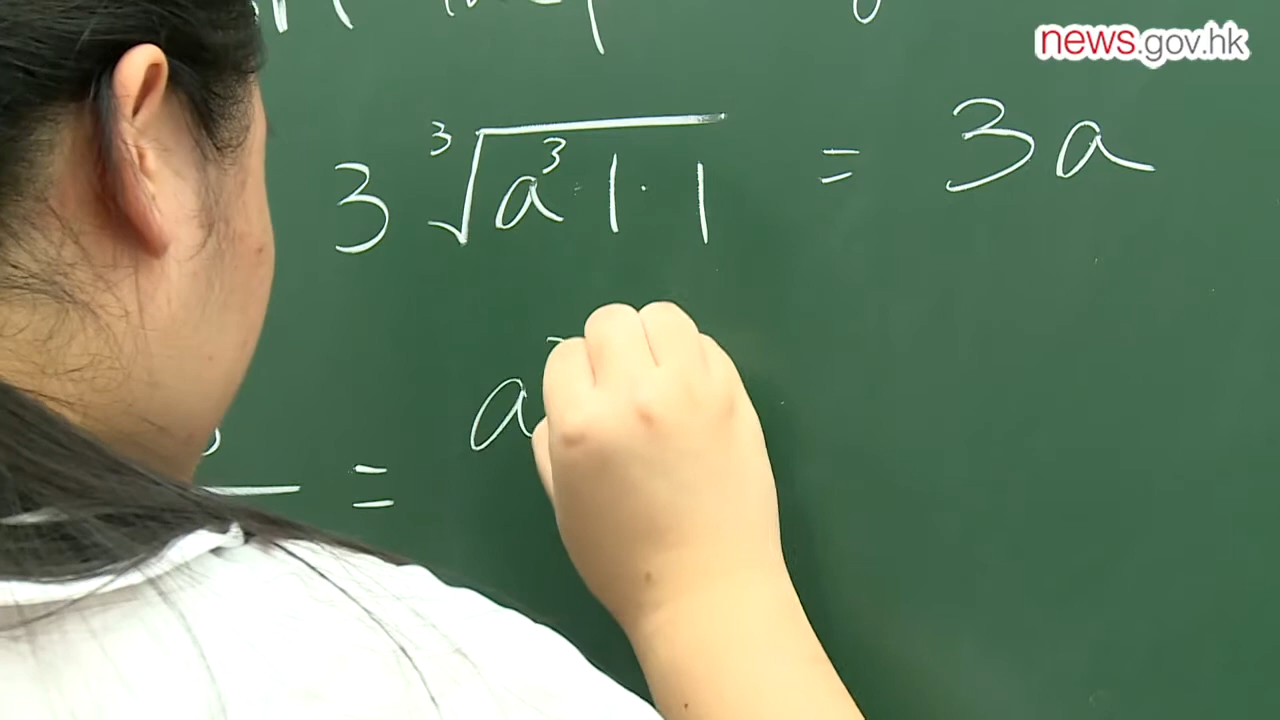 news.gov.hk
3 ∛(a³·1·1) = 3a
= a